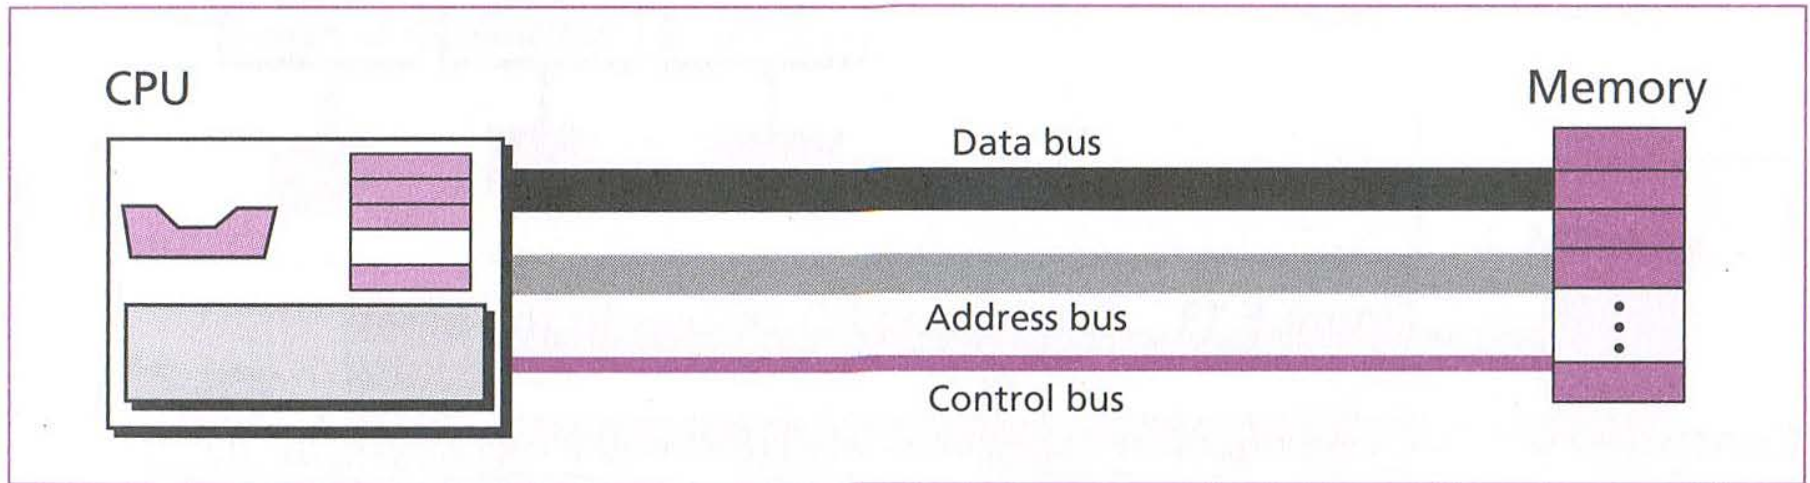 CPU
Memory
Data bus
Address bus
Control bus